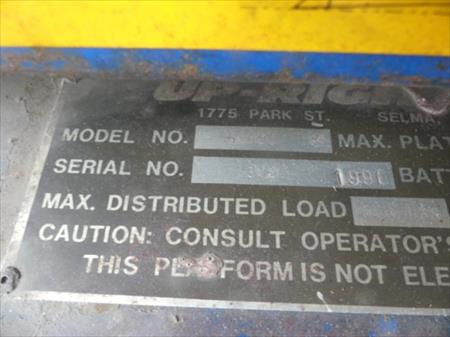 UP-RIGH
1775 PARK ST. SELMA,
MODEL NO. MAX. PLAT
SERIAL NO. 1991 BATT
MAX. DISTRIBUTED LOAD
CAUTION: CONSULT OPERATOR'S
THIS PLATFORM IS NOT ELE